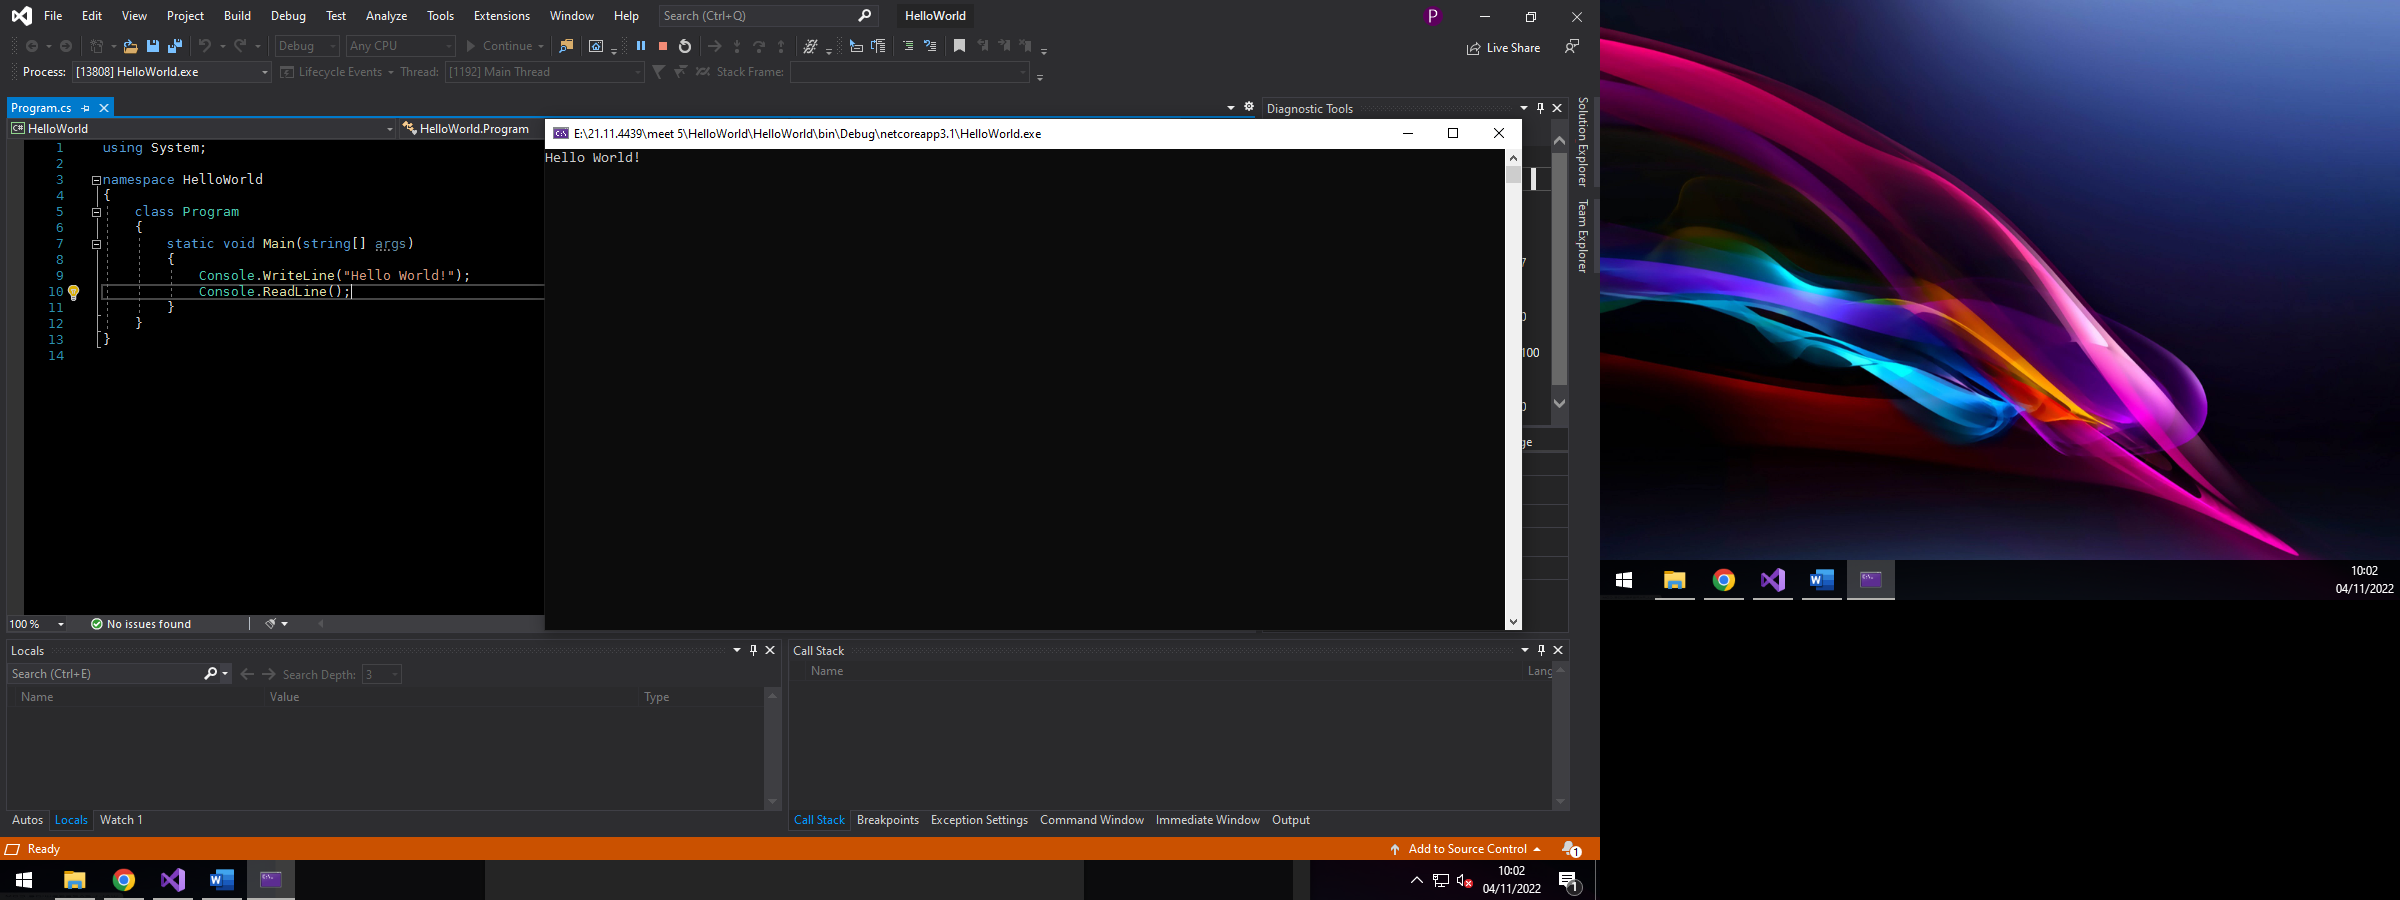 File Edit View Project Build Debug Test Analyze Tools Extensions Window Help Search (Ctrl+Q) HelloWorld P
Debug Any CPU Continue Live Share
Process: [13808] HelloWorld.exe Lifecycle Events Thread: [1192] Main Thread Stack Frame:
Program.cs
HelloWorld HelloWorld.Program
1 using System;
2
3 namespace HelloWorld
4 {
5 class Program
6 {
7 static void Main(string[] args)
8 {
9 Console.WriteLine("Hello World!");
10 Console.ReadLine();
11 }
12 }
13 }
14
100 % No issues found
E:\21.11.4439\meet 5\HelloWorld\HelloWorld\bin\Debug\netcoreapp3.1\HelloWorld.exe
Hello World!
Diagnostic Tools
7
0
100
0
ge
Solution Explorer
Team Explorer
Locals
Search (Ctrl+E) Search Depth: 3
Name Value Type
Autos Locals Watch 1
Call Stack
Name Lang
Call Stack Breakpoints Exception Settings Command Window Immediate Window Output
Ready Add to Source Control 1
10:02
04/11/2022
1
10:02
04/11/2022